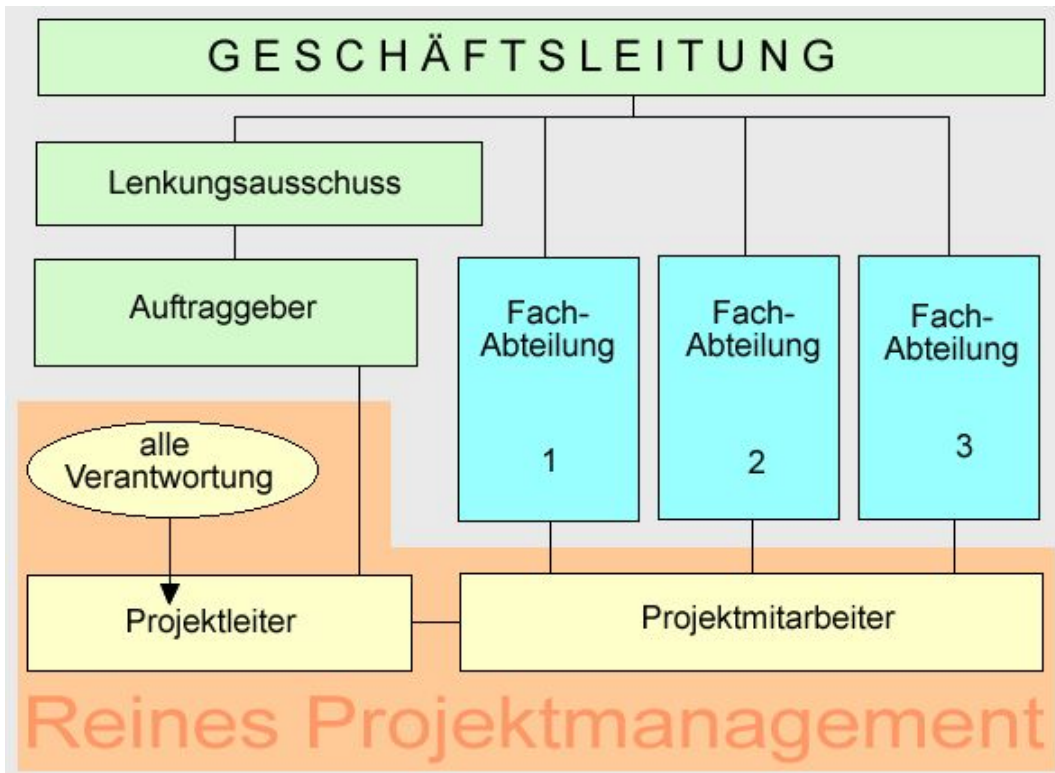 GESCHÄFTSLEITUNG
Lenkungsausschuss
Auftraggeber
Fach-
Abteilung
1
Fach-
Abteilung
2
Fach-
Abteilung
3
alle
Verantwortung
Projektleiter
Projektmitarbeiter
Reines Projektmanagement